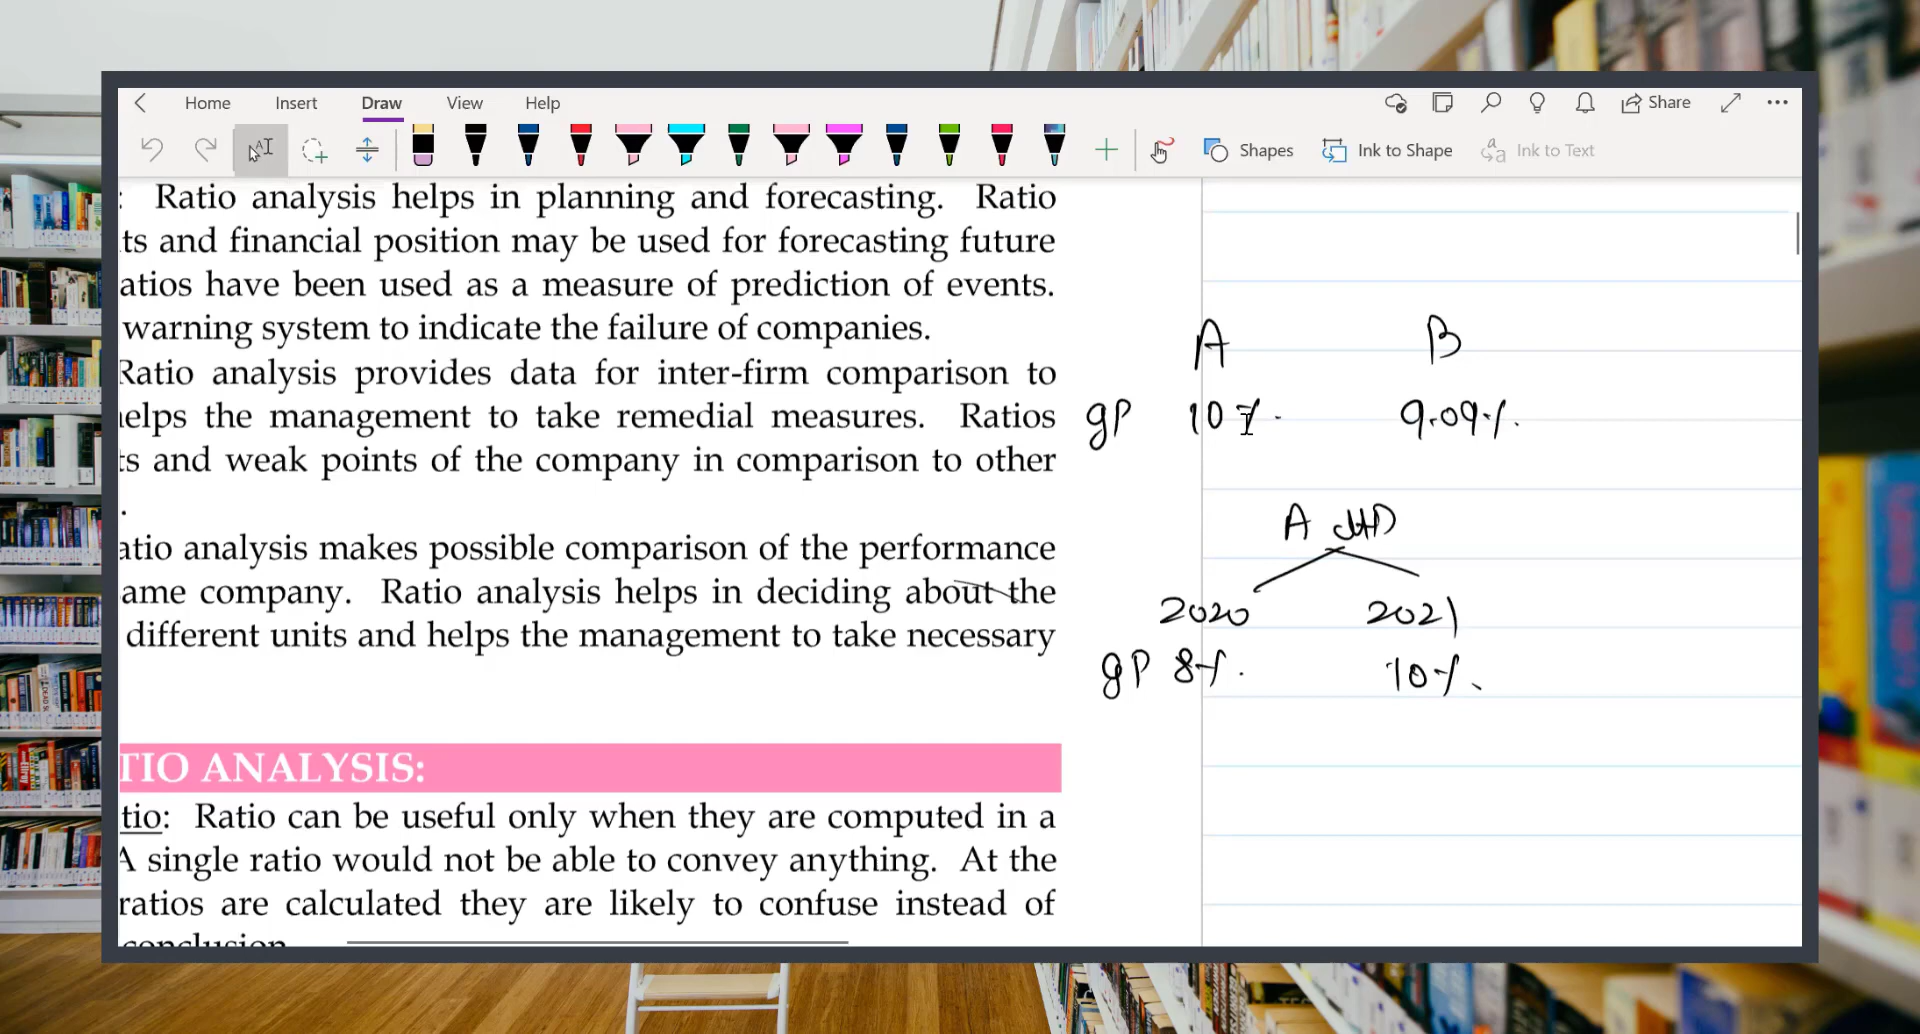 Home Insert Draw View Help Share
Shapes Ink to Shape Ink to Text
: Ratio analysis helps in planning and forecasting. Ratio
ts and financial position may be used for forecasting future
atios have been used as a measure of prediction of events.
warning system to indicate the failure of companies.
Ratio analysis provides data for inter-firm comparison to
helps the management to take remedial measures. Ratios
ts and weak points of the company in comparison to other
.
atio analysis makes possible comparison of the performance
ame company. Ratio analysis helps in deciding about the
different units and helps the management to take necessary
TIO ANALYSIS:
tio: Ratio can be useful only when they are computed in a
A single ratio would not be able to convey anything. At the
ratios are calculated they are likely to confuse instead of
conclusion.
A B
gP 10%. 9.09%.
A
2020 2021
gP 8%. 10%.